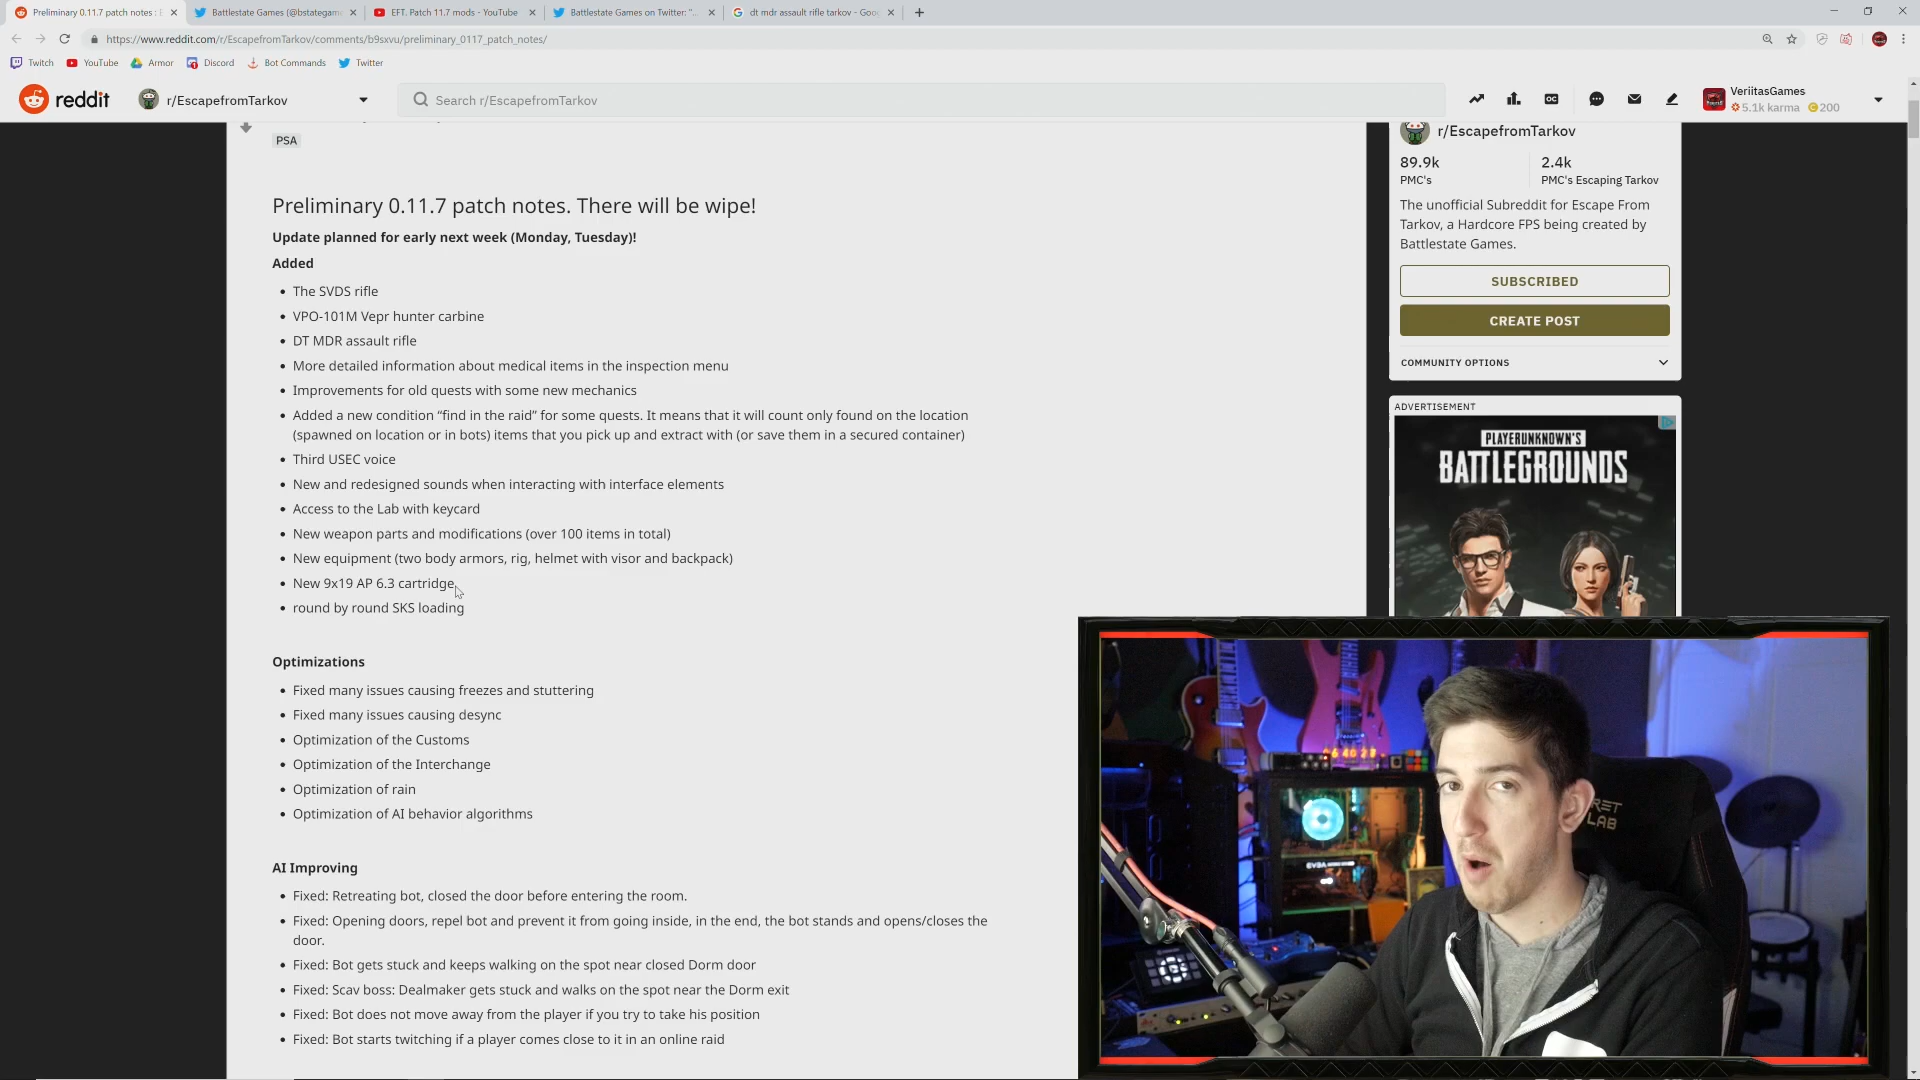 Preliminary 0.11.7 patch notes : E
Battlestate Games (@bstategam
EFT. Patch 11.7 mods - YouTube
Battlestate Games on Twitter: "...
dt mdr assault rifle tarkov - Goo
https://www.reddit.com/r/EscapefromTarkov/comments/b9sxvu/preliminary_0117_patch_notes/
Twitch
YouTube
Armor
Discord
Bot Commands
Twitter
reddit
r/EscapefromTarkov
Search r/EscapefromTarkov
OC
VeriitasGames
5.1k karma
200
PSA
Preliminary 0.11.7 patch notes. There will be wipe!
Update planned for early next week (Monday, Tuesday)!
Added
• The SVDS rifle
• VPO-101M Vepr hunter carbine
• DT MDR assault rifle
• More detailed information about medical items in the inspection menu
• Improvements for old quests with some new mechanics
• Added a new condition “find in the raid” for some quests. It means that it will count only found on the location
(spawned on location or in bots) items that you pick up and extract with (or save them in a secured container)
• Third USEC voice
• New and redesigned sounds when interacting with interface elements
• Access to the Lab with keycard
• New weapon parts and modifications (over 100 items in total)
• New equipment (two body armors, rig, helmet with visor and backpack)
• New 9x19 AP 6.3 cartridge
• round by round SKS loading
Optimizations
• Fixed many issues causing freezes and stuttering
• Fixed many issues causing desync
• Optimization of the Customs
• Optimization of the Interchange
• Optimization of rain
• Optimization of AI behavior algorithms
AI Improving
• Fixed: Retreating bot, closed the door before entering the room.
• Fixed: Opening doors, repel bot and prevent it from going inside, in the end, the bot stands and opens/closes the
door.
• Fixed: Bot gets stuck and keeps walking on the spot near closed Dorm door
• Fixed: Scav boss: Dealmaker gets stuck and walks on the spot near the Dorm exit
• Fixed: Bot does not move away from the player if you try to take his position
• Fixed: Bot starts twitching if a player comes close to it in an online raid
r/EscapefromTarkov
89.9k
2.4k
PMC's
PMC's Escaping Tarkov
The unofficial Subreddit for Escape From
Tarkov, a Hardcore FPS being created by
Battlestate Games.
SUBSCRIBED
CREATE POST
COMMUNITY OPTIONS
ADVERTISEMENT
PLAYERUNKNOWN'S
BATTLEGROUNDS
EVGA
RET
LAB